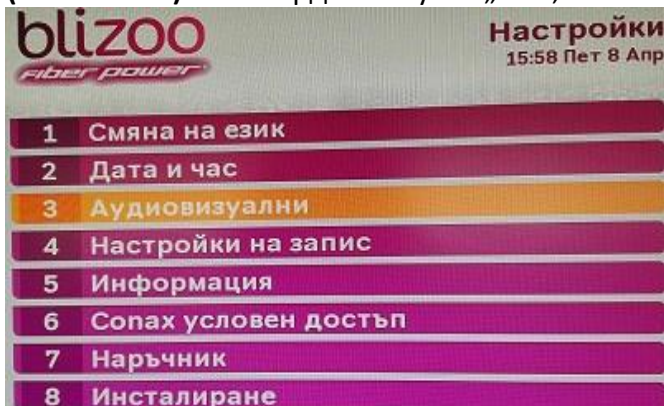 blizoo
Fiber power
Настройки
15:58 Пет 8 Апр
1 Смяна на език
2 Дата и час
3 Аудиовизуални
4 Настройки на запис
5 Информация
6 Conax условен достъп
7 Наръчник
8 Инсталиране